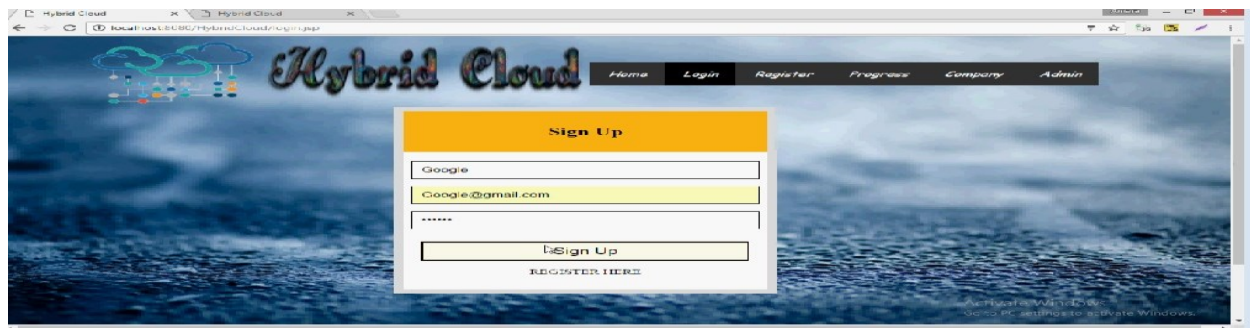 Hybrid Cloud
Hybrid Cloud
localhost:8080/HybridCloud/login.jsp
Hybrid Cloud
Home Login Register Progress Company Admin
Sign Up
Google
Google@gmail.com
••••••
Sign Up
REGISTER HERE
Activate Windows
Go to PC settings to activate Windows.